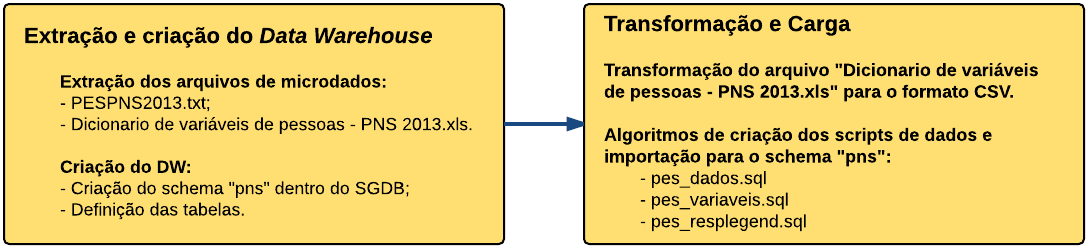 Extração e criação do Data Warehouse
Extração dos arquivos de microdados:
- PESPNS2013.txt;
- Dicionario de variáveis de pessoas - PNS 2013.xls.
Criação do DW:
- Criação do schema "pns" dentro do SGDB;
- Definição das tabelas.
Transformação e Carga
Transformação do arquivo "Dicionario de variáveis
de pessoas - PNS 2013.xls" para o formato CSV.
Algoritmos de criação dos scripts de dados e
importação para o schema "pns":
- pes_dados.sql
- pes_variaveis.sql
- pes_resplegend.sql